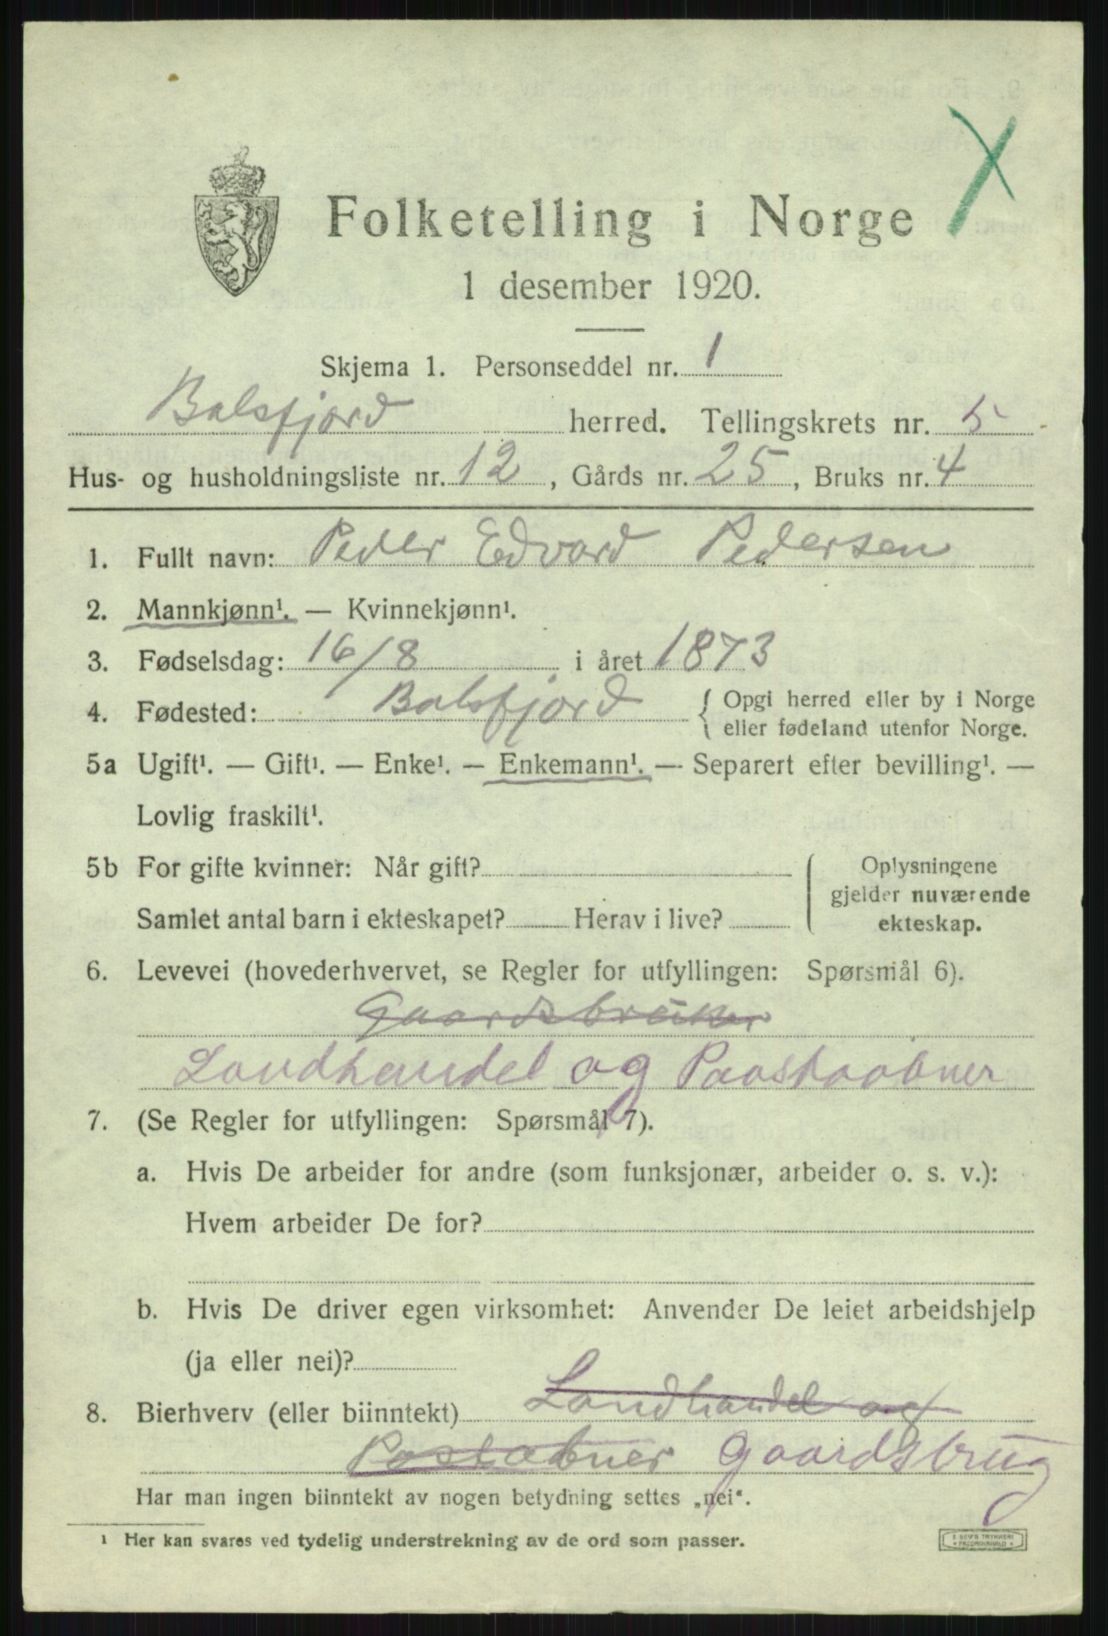 Folketelling i Norge
1 desember 1920.
Skjema 1. Personseddel nr. 1
Balsfjord herred. Tellingskrets nr. 5
Hus- og husholdningsliste nr. 12, Gårds nr. 25, Bruks nr. 4
1. Fullt navn: Peder Edvard Pedersen
2. Mannkjønn¹. — Kvinnekjønn¹.
3. Fødselsdag: 16/8 i året 1873
4. Fødested: Balsfjord { Opgi herred eller by i Norge
eller fødeland utenfor Norge.
5a Ugift¹. — Gift¹. — Enke¹. — Enkemann¹. — Separert efter bevilling¹. —
Lovlig fraskilt¹.
5b For gifte kvinner: Når gift?
Samlet antal barn i ekteskapet? Herav i live?
Oplysningene
gjelder nuværende
ekteskap.
6. Levevei (hovederhvervet, se Regler for utfyllingen: Spørsmål 6).
Gaardsbruker
Landhandel og Paastaabner
7. (Se Regler for utfyllingen: Spørsmål 7).
a. Hvis De arbeider for andre (som funksjonær, arbeider o. s. v.):
Hvem arbeider De for?
b. Hvis De driver egen virksomhet: Anvender De leiet arbeidshjelp
(ja eller nei)?
8. Bierhverv (eller biinntekt) Landhandel og
Postabner Gaardsbrug
Har man ingen biinntekt av nogen betydning settes „nei“.
¹ Her kan svares ved tydelig understrekning av de ord som passer.